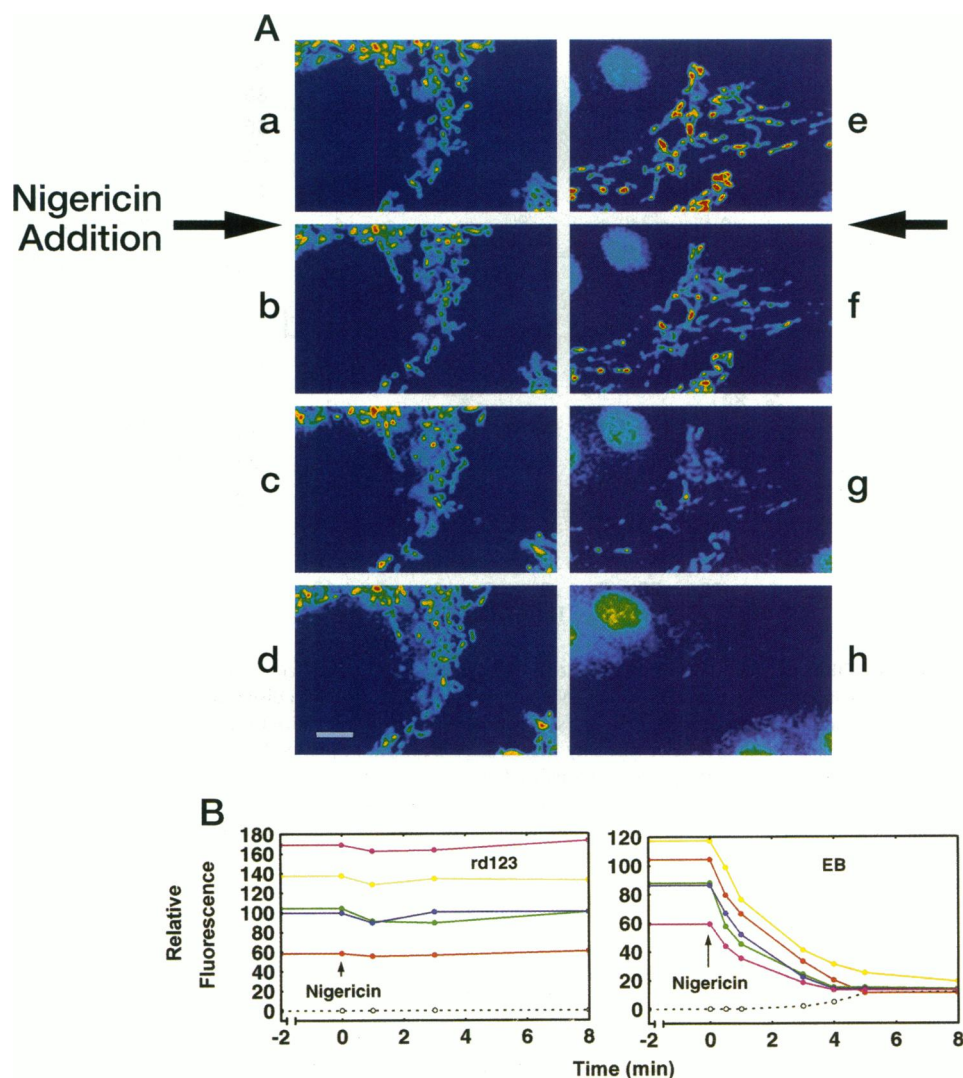 A
a
e
Nigericin
Addition
b
f
c
g
d
h
B
Relative
Fluorescence
180
160
140
120
100
80
60
40
20
0
rd123
Nigericin
-2 0 2 4 6 8
120
100
80
60
40
20
0
EB
Nigericin
-2 0 2 4 6 8
Time (min)